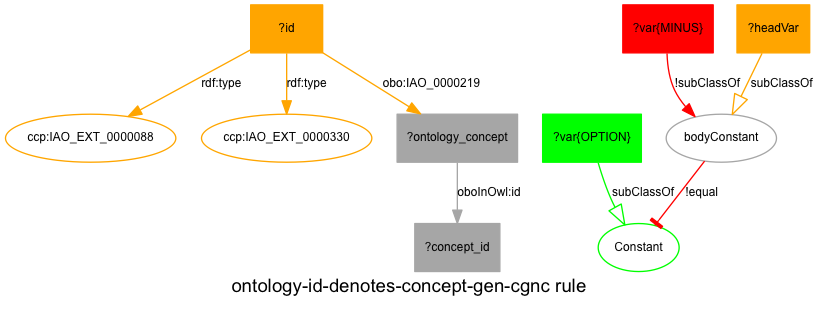 ?id
?var{MINUS}
?headVar
rdf:type
rdf:type
obo:IAO_0000219
!subClassOf
subClassOf
ccp:IAO_EXT_0000088
ccp:IAO_EXT_0000330
?ontology_concept
?var{OPTION}
bodyConstant
oboInOwl:id
subClassOf
!equal
?concept_id
Constant
ontology-id-denotes-concept-gen-cgnc rule